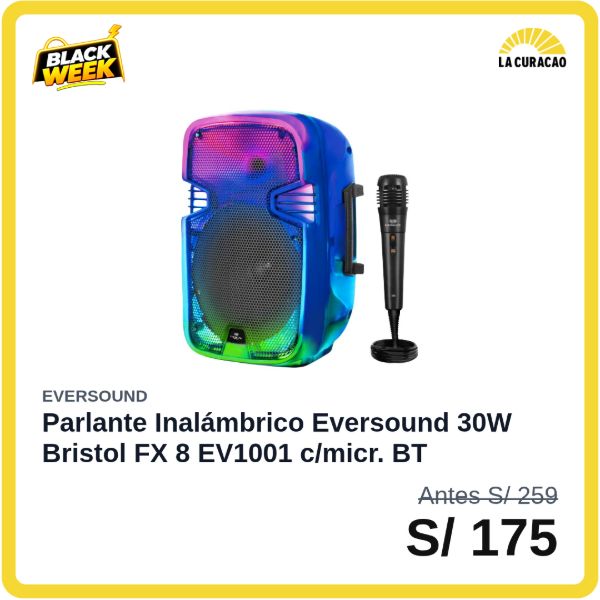 BLACK
WEEK
LA CURACAO
EVERSOUND
Parlante Inalámbrico Eversound 30W
Bristol FX 8 EV1001 c/micr. BT
Antes S/ 259
S/ 175